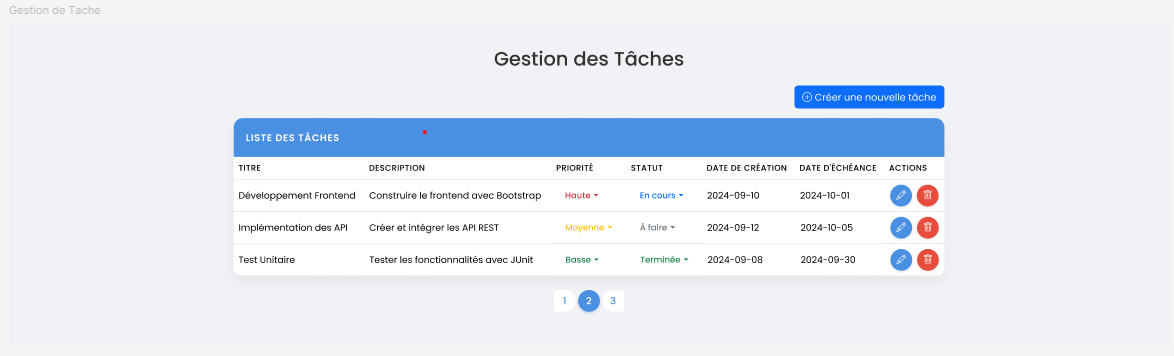 Gestion de Tache
Gestion des Tâches
Créer une nouvelle tâche
LISTE DES TÂCHES
TITRE DESCRIPTION PRIORITÉ STATUT DATE DE CRÉATION DATE D'ÉCHÉANCE ACTIONS
Développement Frontend Construire le frontend avec Bootstrap Haute En cours 2024-09-10 2024-10-01
Implémentation des API Créer et intégrer les API REST Moyenne À faire 2024-09-12 2024-10-05
Test Unitaire Tester les fonctionnalités avec JUnit Basse Terminée 2024-09-08 2024-09-30
1 2 3